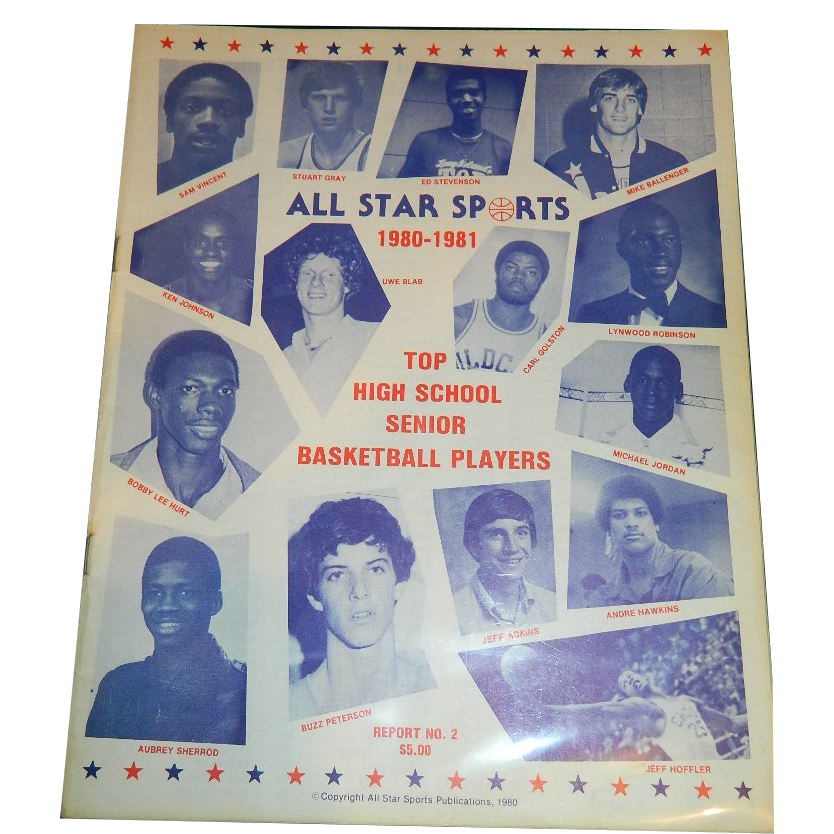 SAM VINCENT
STUART GRAY
ED STEVENSON
MIKE BALLENGER
ALL STAR SPORTS
1980-1981
KEN JOHNSON
UWE BLAB
WILDC
CARL GOLSTON
LYNWOOD ROBINSON
TOP
HIGH SCHOOL
SENIOR
BASKETBALL PLAYERS
MICHAEL JORDAN
BOBBY LEE HURT
JEFF ADKINS
ANDRE HAWKINS
AUBREY SHERROD
BUZZ PETERSON
REPORT NO. 2
$5.00
JEFF HOFFLER
©Copyright All Star Sports Publications, 1980